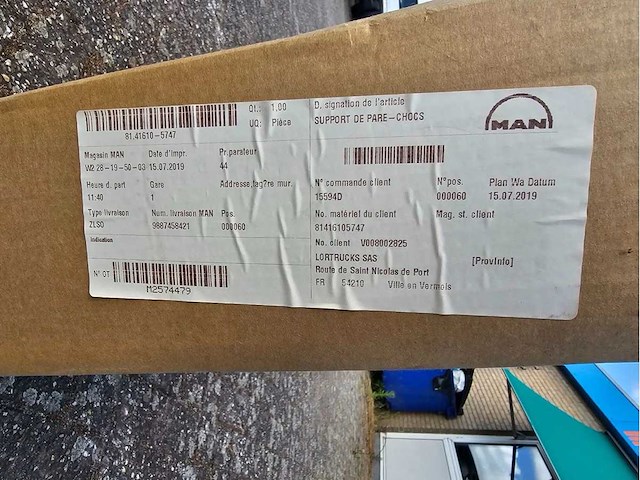 81.41610-5747
Qt.: 1.00
UQ: Pièce
D. signation de l'article
SUPPORT DE PARE-CHOCS
MAN
Magasin MAN Date d'impr. Pr.parateur
W2 28-19-50-03 15.07.2019 44
Heure d. part Gare Addresse,fag?re mur.
11:40 1
Type livraison Num. livraison MAN Pos.
ZLSO 9887458421 000060
Indication
N° OT
M2574479
N° commande client N°pos. Plan Wa Datum
15594D 000060 15.07.2019
No. matériel du client Mag. st. client
81416105747
No. client V008002825
LORTRUCKS SAS [ProvInfo]
Route de Saint Nicolas de Port
FR 54210 Ville en Vermois